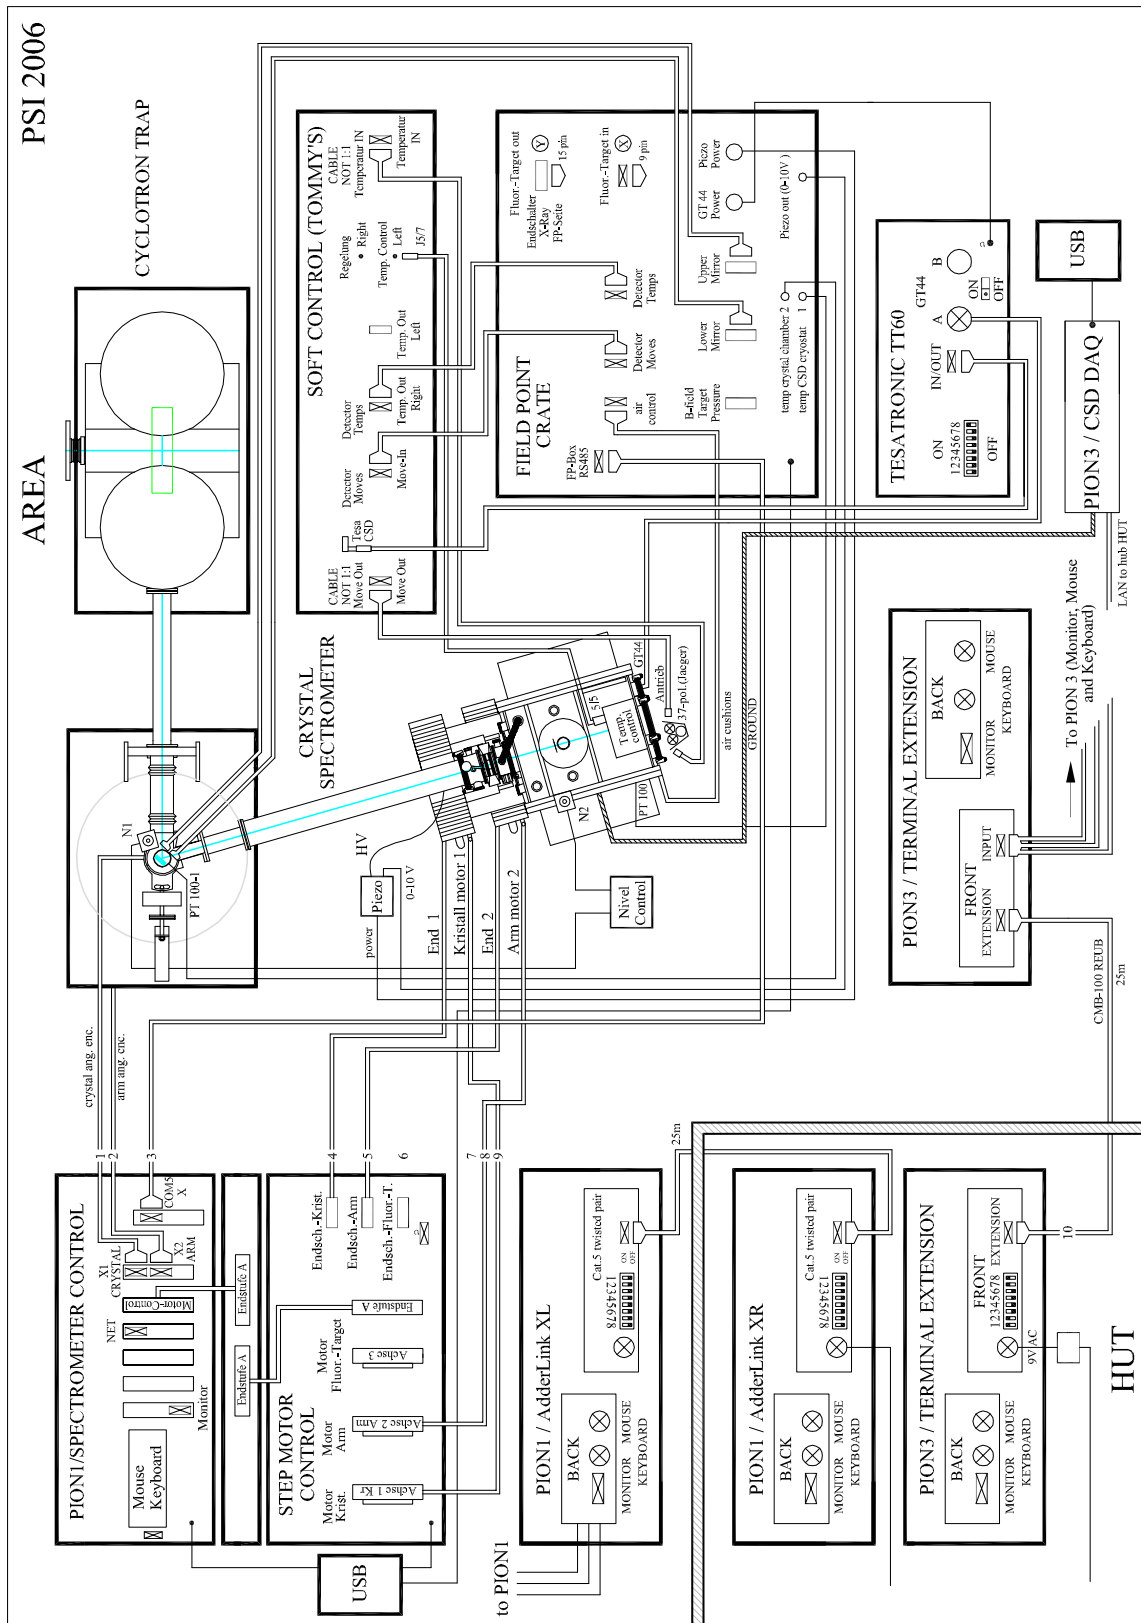 PSI 2006
AREA
CYCLOTRON TRAP
SOFT CONTROL (TOMMY'S)
CABLE
NOT 1:1
Move Out
Move Out
Tesa
CSD
Detector
Moves
Move-In
Detector
Temps
Temp. Out
Right
Temp. Out
Left
Regelung
Right
Temp. Control
Left
J5/7
CABLE
NOT 1:1
Temperatur IN
Temperatur
IN
FIELD POINT
CRATE
FP-Box
RS485
air
control
Detector
Moves
Detector
Temps
Fluor.-Target out
Endschalter
X-Ray
FP-Seite
Y
15 pin
Fluor.-Target in
X
9 pin
B-field
Target
Pressure
Lower
Mirror
Upper
Mirror
GT 44
Power
Piezo
Power
temp crystal chamber 2
temp CSD cryostat 1
Piezo out (0-10V )
TESATRONIC TT60
ON
12345678
OFF
IN/OUT
A
GT44
B
ON
OFF
USB
PION3 / CSD DAQ
LAN to hub HUT
CRYSTAL
SPECTROMETER
N1
PT 100-1
HV
Piezo
power
0-10 V
End 1
Kristall motor 1
End 2
Arm motor 2
N2
Nivel
Control
5|5
Temp.
control
PT 100
GT44
Antrieb
37-pol.(Jaeger)
air cushions
GROUND
PION3 / TERMINAL EXTENSION
FRONT
EXTENSION
INPUT
BACK
MONITOR
KEYBOARD
MOUSE
To PION 3 (Monitor, Mouse
and Keyboard)
CMB-100 REUB
25m
crystal ang. enc.
arm ang. enc.
1
2
3
4
5
6
7
8
9
PION1/SPECTROMETER CONTROL
Mouse
Keyboard
Monitor
NET
Motor-Control
X1
CRYSTAL
X2
ARM
COM5
X
Endstufe A
Endstufe A
STEP MOTOR
CONTROL
Motor
Krist.
Achse 1 Kr
Motor
Arm
Achse 2 Arm
Motor
Fluor.-Target
Achse 3
Endstufe A
Endsch.-Krist.
Endsch.-Arm
Endsch.-Fluor.-T.
USB
to PION1
PION1 / AdderLink XL
BACK
MONITOR
MOUSE
KEYBOARD
12345678
ON
OFF
Cat.5 twisted pair
25m
PION1 / AdderLink XR
BACK
MONITOR
MOUSE
KEYBOARD
12345678
ON
OFF
Cat.5 twisted pair
PION3 / TERMINAL EXTENSION
BACK
MONITOR
MOUSE
KEYBOARD
FRONT
12345678
EXTENSION
9V AC
10
HUT